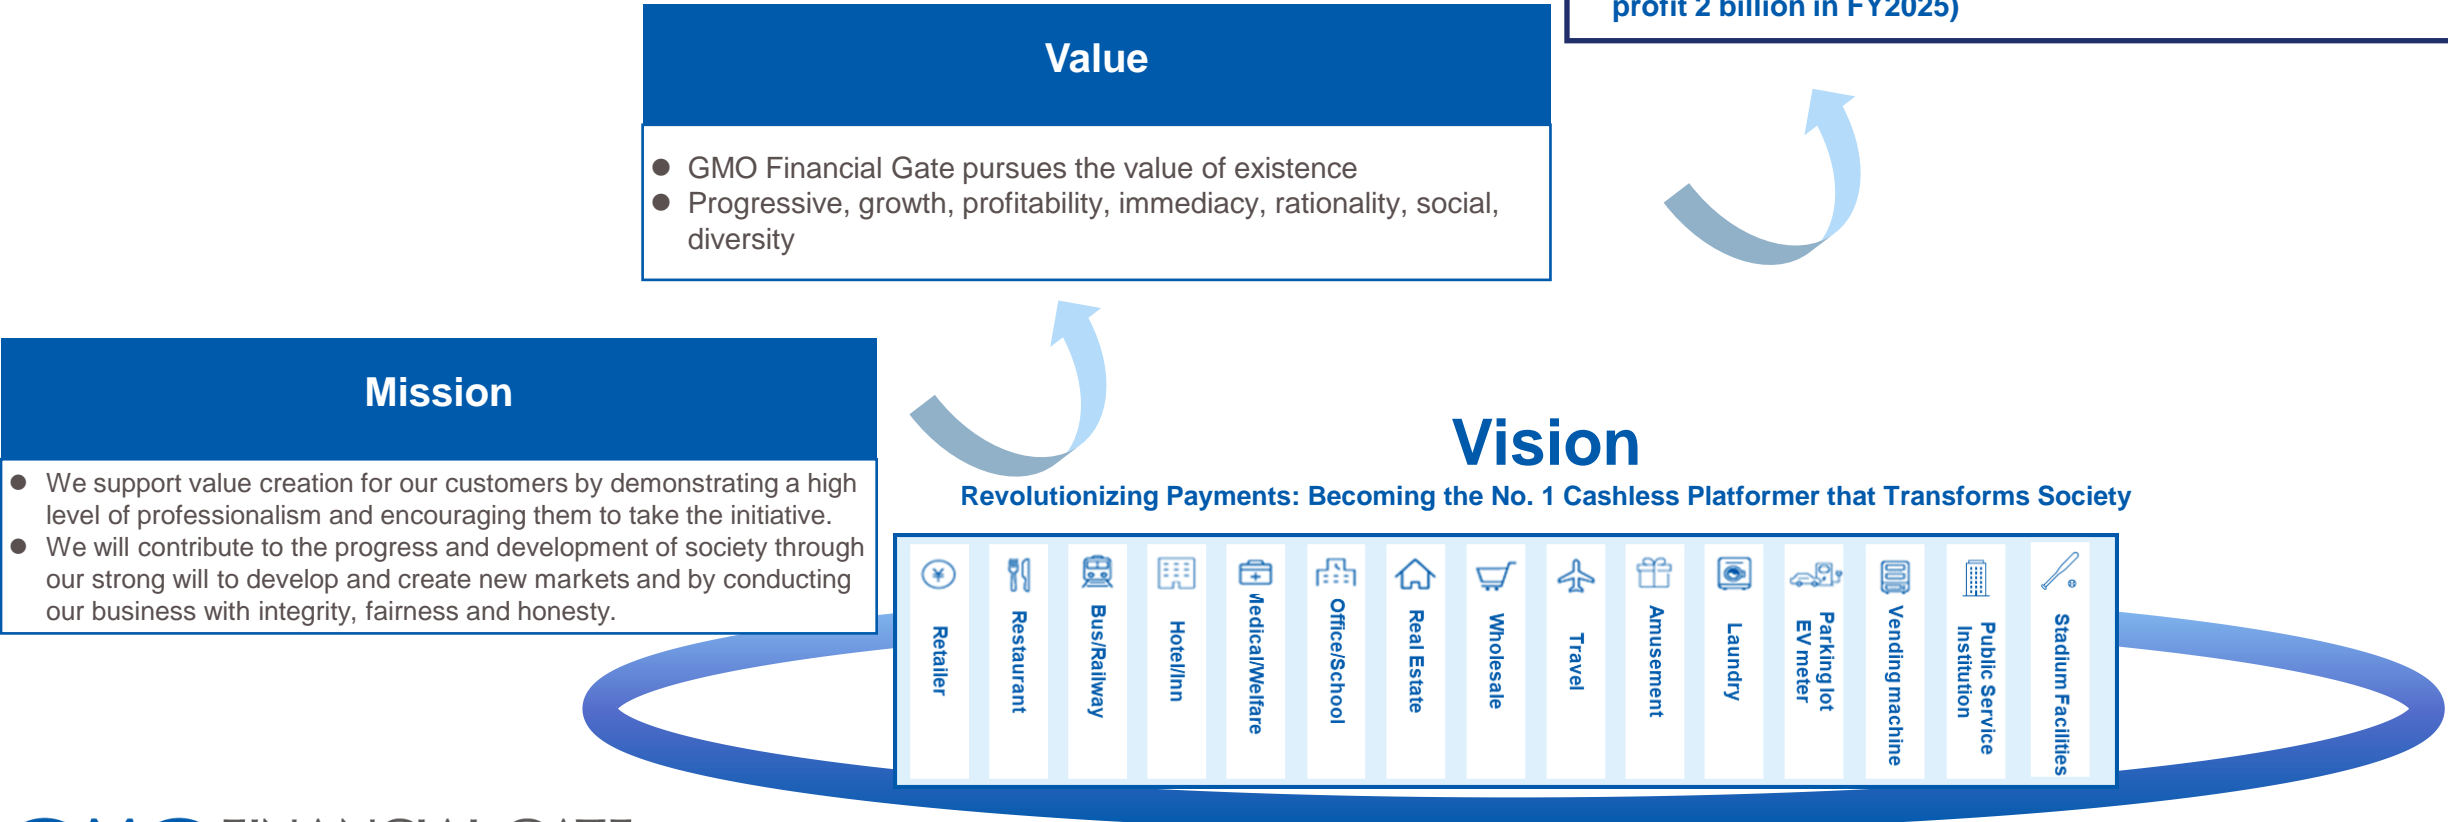 profit 2 billion in FY2025)
Value
● GMO Financial Gate pursues the value of existence
● Progressive, growth, profitability, immediacy, rationality, social,
diversity
Mission
● We support value creation for our customers by demonstrating a high
level of professionalism and encouraging them to take the initiative.
● We will contribute to the progress and development of society through
our strong will to develop and create new markets and by conducting
our business with integrity, fairness and honesty.
Vision
Revolutionizing Payments: Becoming the No. 1 Cashless Platformer that Transforms Society
Retailer
Restaurant
Bus/Railway
Hotel/Inn
Medical/Welfare
Office/School
Real Estate
Wholesale
Travel
Amusement
Laundry
Parking lot
EV meter
Vending machine
Public Service
Institution
Stadium Facilities
GMO FINANCIAL GATE